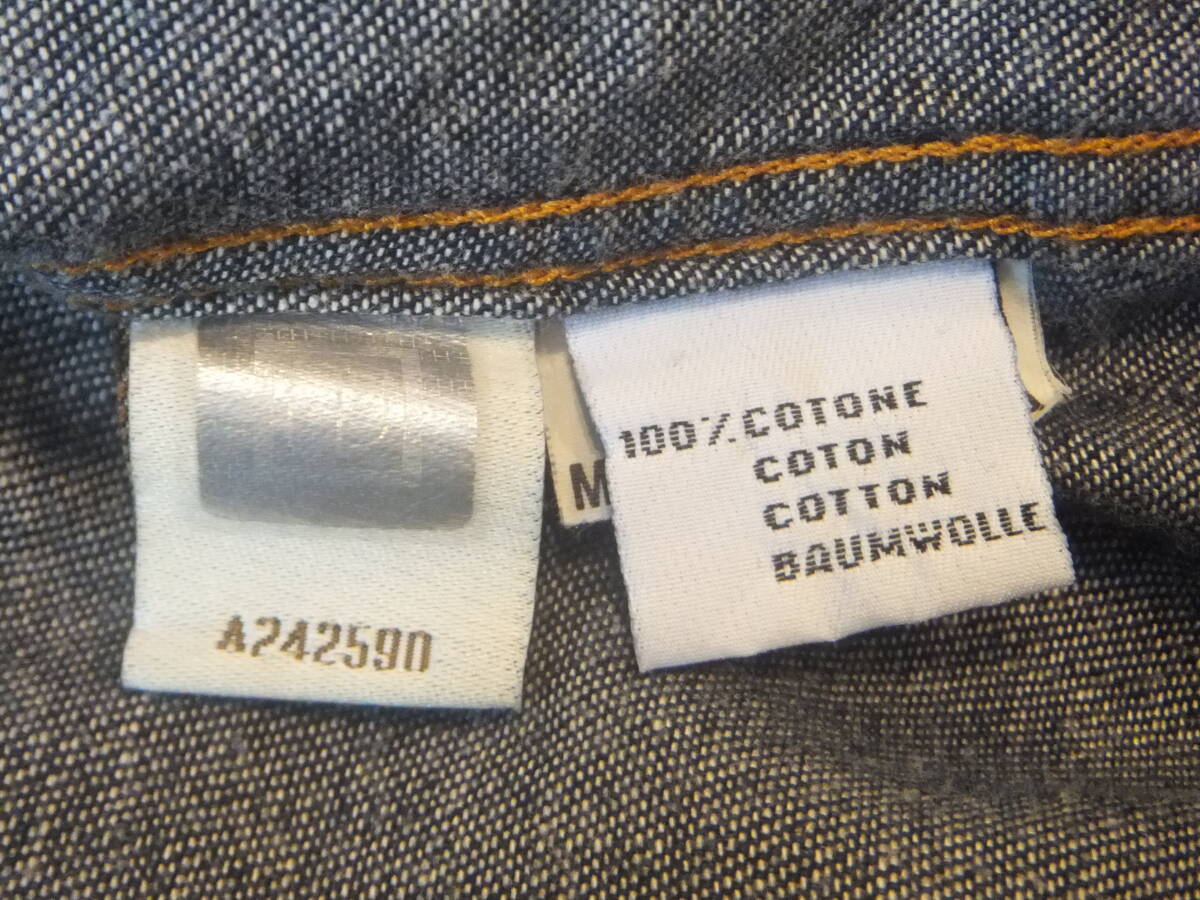 A242590
M
100% COTONE
COTON
COTTON
BAUMWOLLE